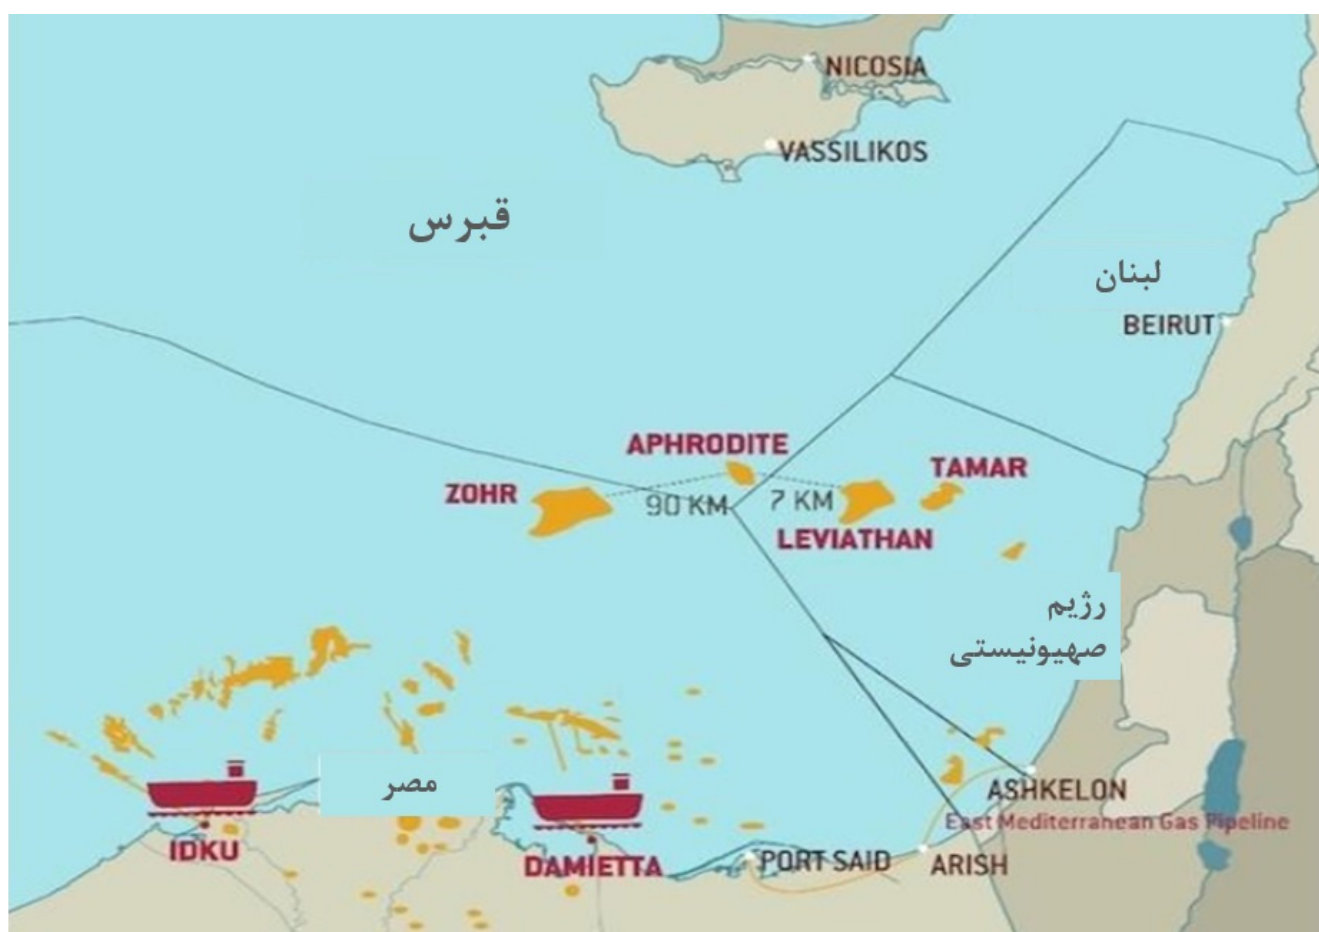 NICOSIA
VASSILIKOS
قبرس
لبنان
BEIRUT
APHRODITE
TAMAR
ZOHR
90 KM
7 KM
LEVIATHAN
رژیم
صهیونیستی
مصر
ASHKELON
East Mediterranean Gas Pipeline
IDKU
DAMIETTA
PORT SAID
ARISH